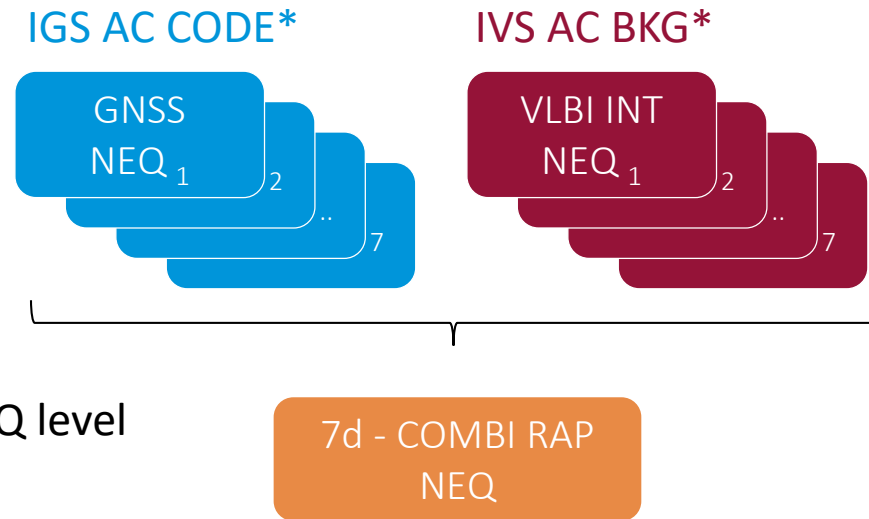 IGS AC CODE*
IVS AC BKG*
GNSS
NEQ 1
2
..
7
VLBI INT
NEQ 1
2
..
7
Q level
7d - COMBI RAP
NEQ